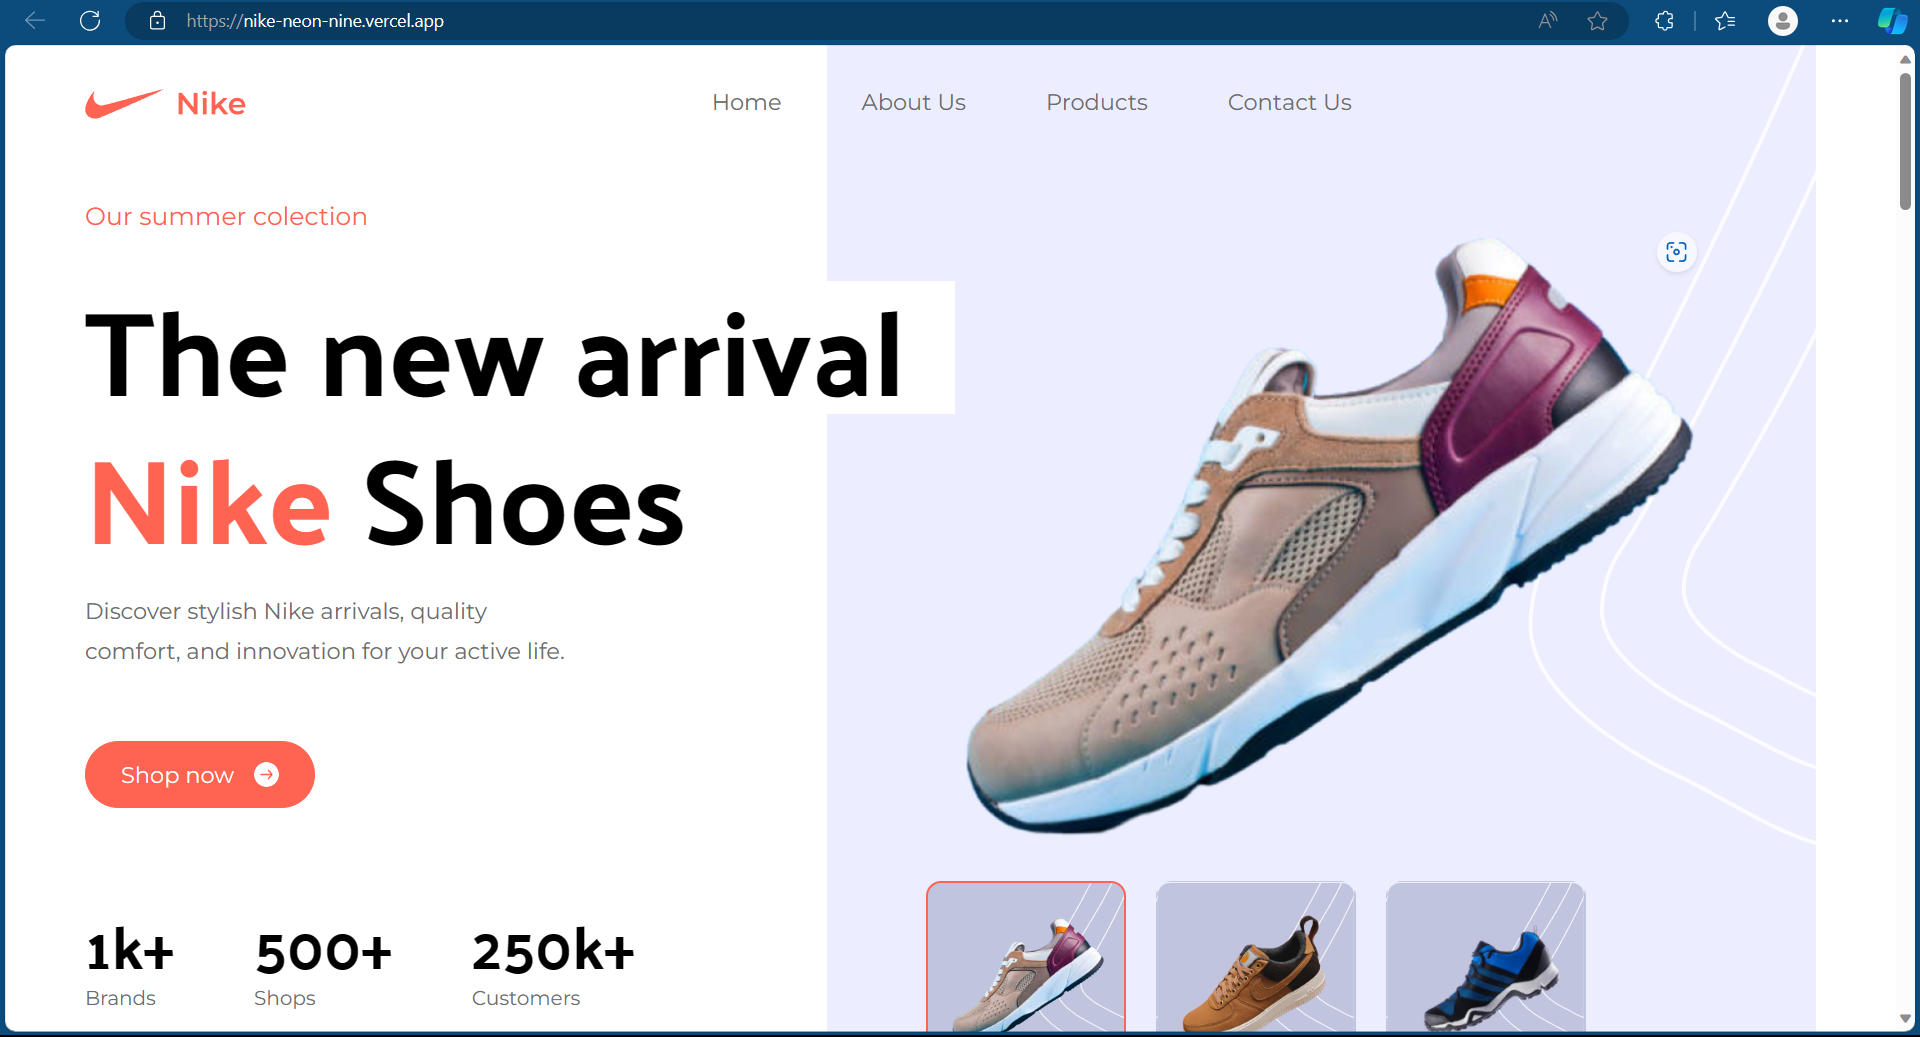 https://nike-neon-nine.vercel.app
Nike
Home
About Us
Products
Contact Us
Our summer colection
The new arrival
Nike Shoes
Discover stylish Nike arrivals, quality
comfort, and innovation for your active life.
Shop now
1k+
Brands
500+
Shops
250k+
Customers